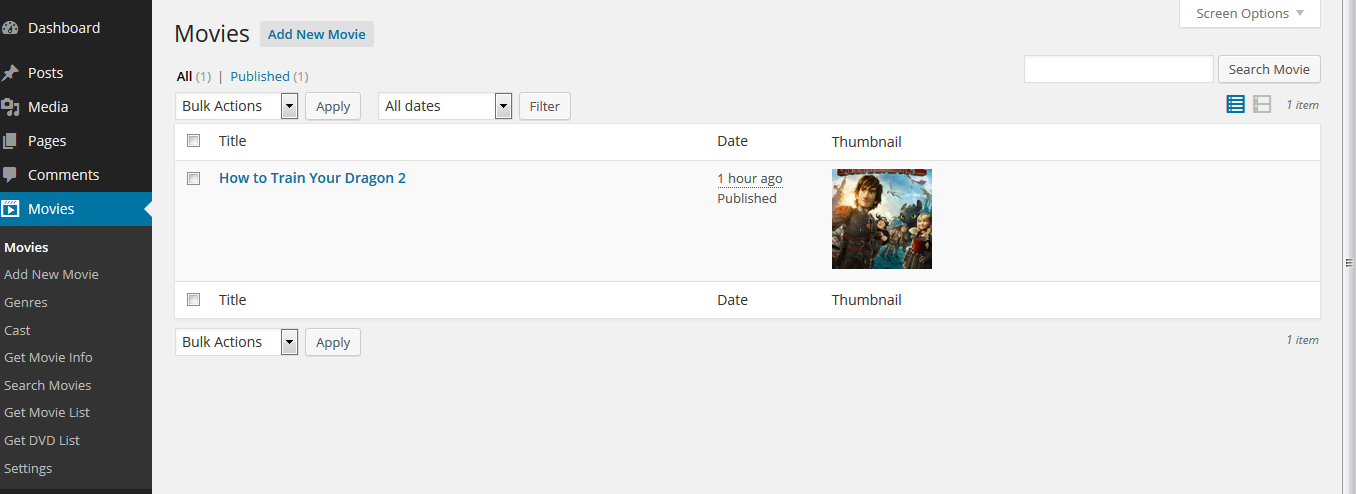 Dashboard
Posts
Media
Pages
Comments
Movies
Movies
Add New Movie
Genres
Cast
Get Movie Info
Search Movies
Get Movie List
Get DVD List
Settings
Screen Options
Movies Add New Movie
All (1) | Published (1)
Search Movie
Bulk Actions Apply All dates Filter 1 item
Title Date Thumbnail
How to Train Your Dragon 2 1 hour ago
Published
Title Date Thumbnail
Bulk Actions Apply 1 item